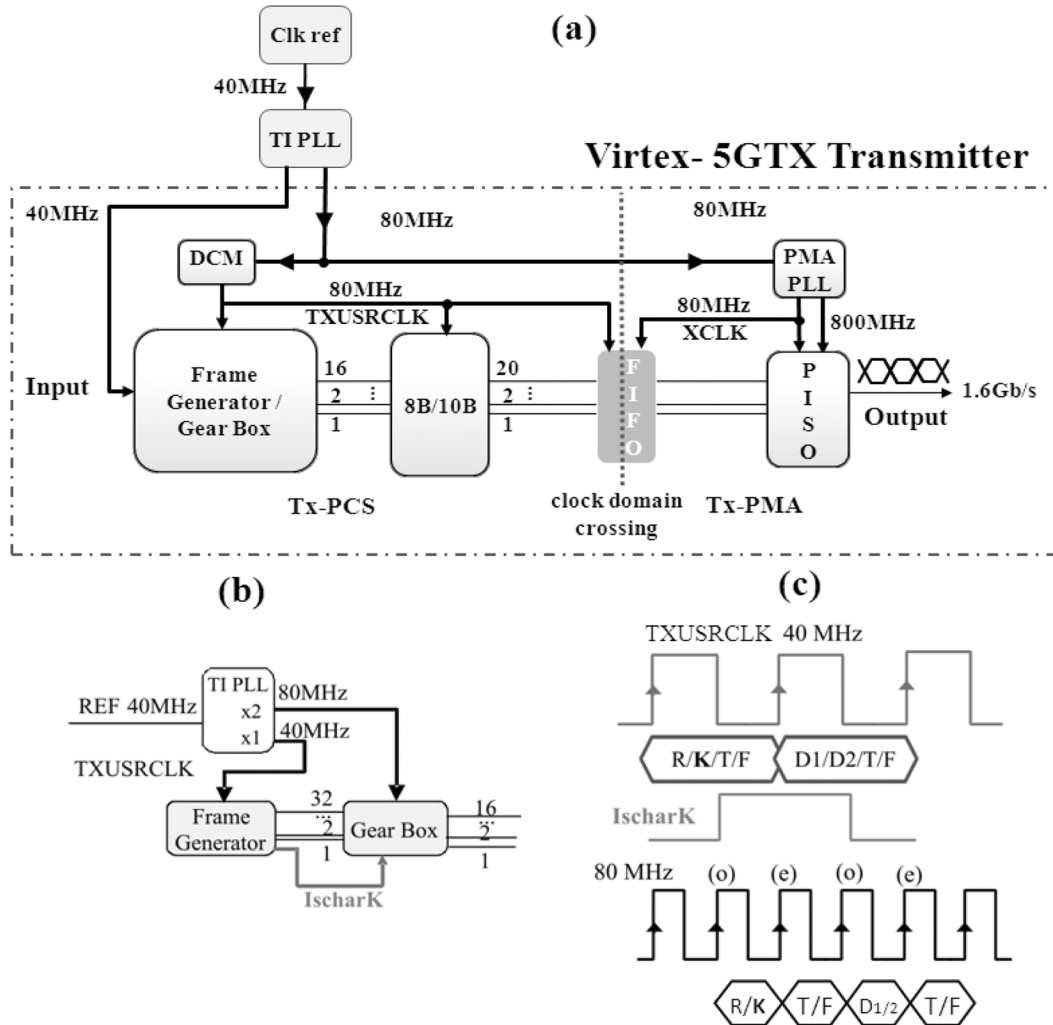 (a)
Clk ref
40MHz
TI PLL
Virtex- 5GTX Transmitter
40MHz
80MHz
80MHz
DCM
PMA
PLL
80MHz
TXUSRCLK
80MHz
XCLK
800MHz
Input
Frame
Generator /
Gear Box
16
2
⋮
1
8B/10B
20
2
⋮
1
F
I
F
O
P
I
S
O
1.6Gb/s
Output
Tx-PCS
clock domain
crossing
Tx-PMA
(b)
REF 40MHz
TI PLL
x2
x1
80MHz
40MHz
TXUSRCLK
Frame
Generator
32
...
2
1
Gear Box
16
...
2
1
IscharK
(c)
TXUSRCLK 40 MHz
R/K/T/F
D1/D2/T/F
IscharK
80 MHz
(o)
(e)
(o)
(e)
R/K
T/F
D1/2
T/F